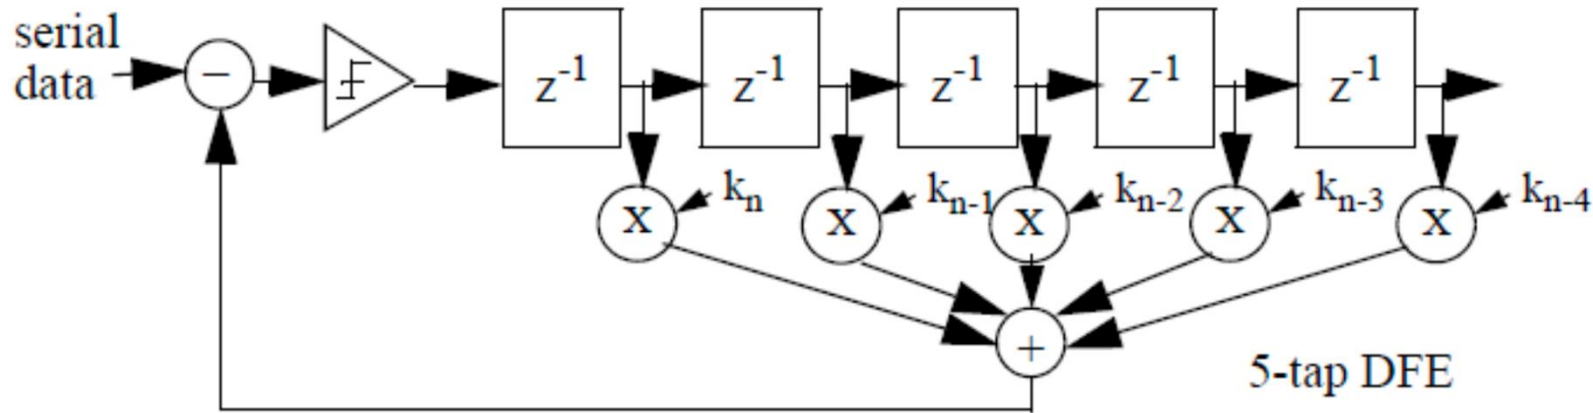 serial
data
−
z⁻¹ z⁻¹ z⁻¹ z⁻¹ z⁻¹
X kₙ X kₙ₋₁ X kₙ₋₂ X kₙ₋₃ X kₙ₋₄
+
5-tap DFE